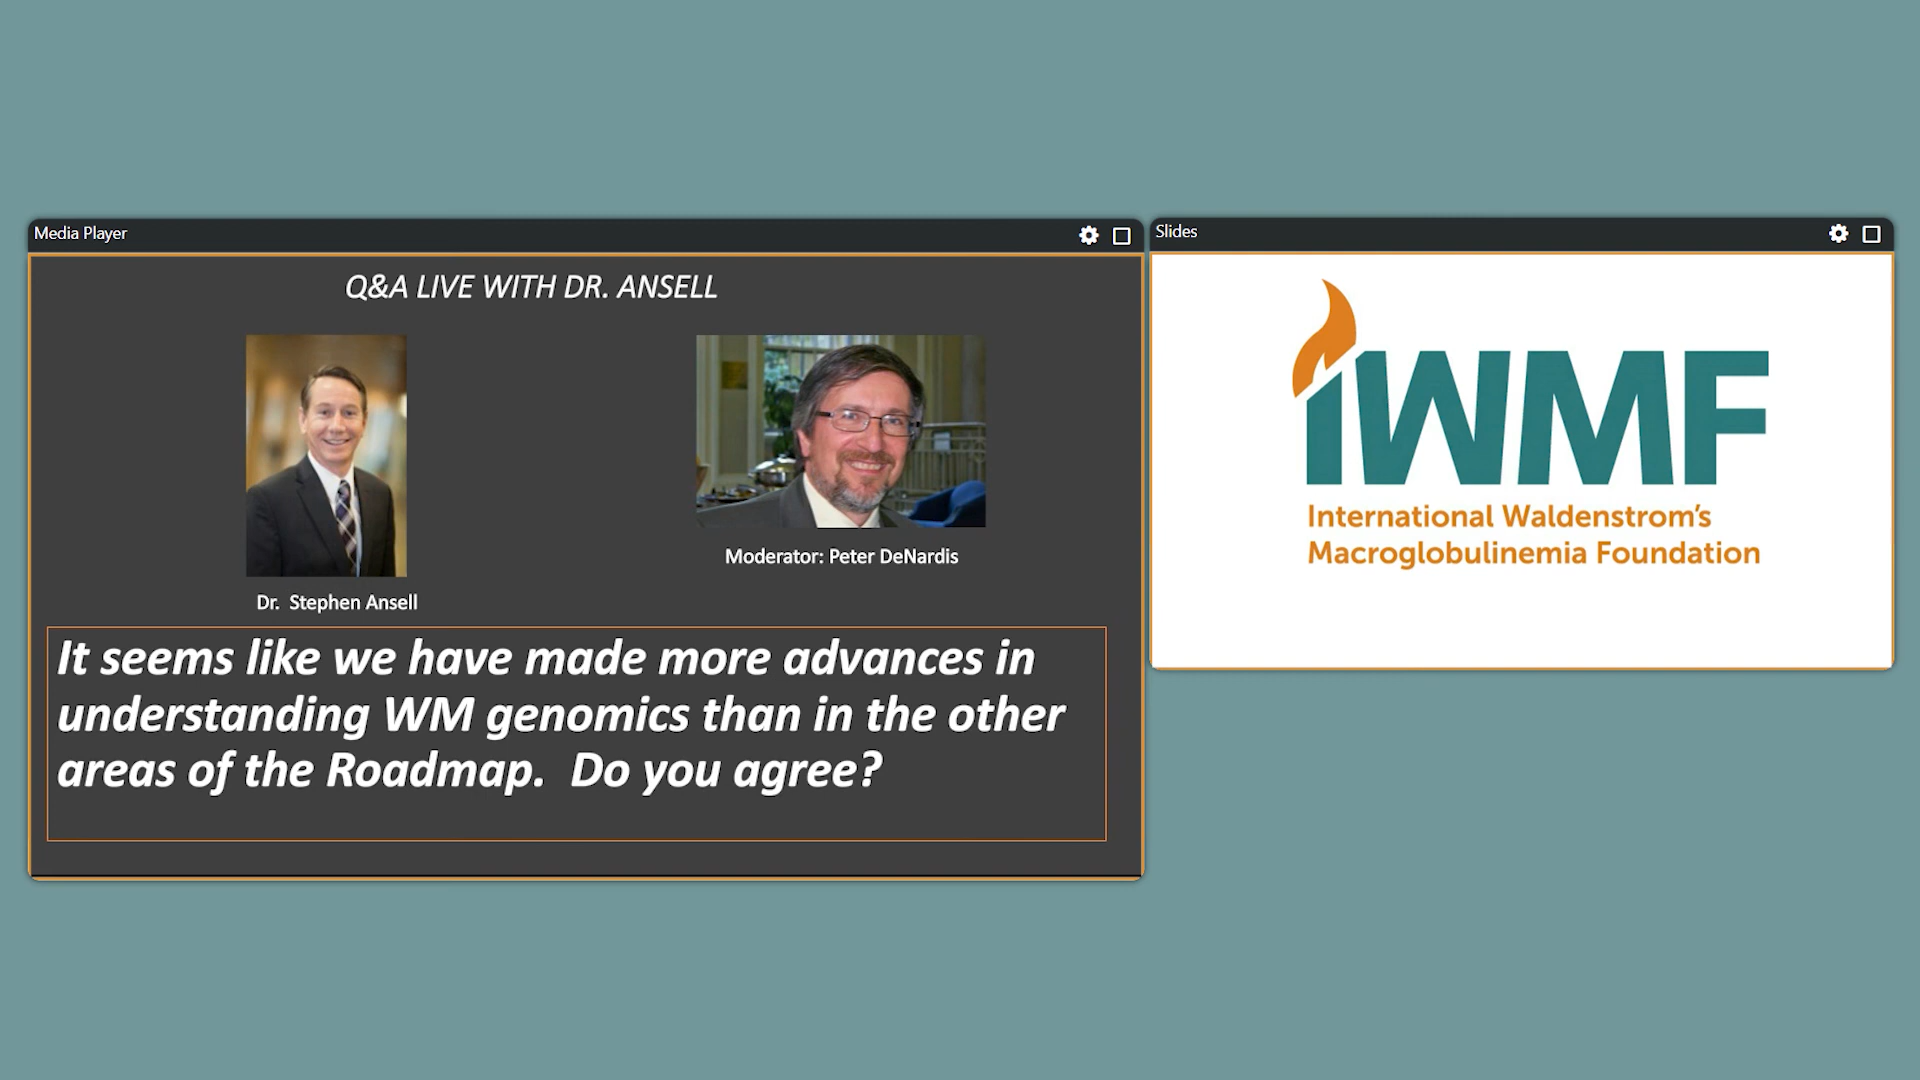 Media Player
Q&A LIVE WITH DR. ANSELL
Dr.  Stephen Ansell
Moderator: Peter DeNardis
It seems like we have made more advances in
understanding WM genomics than in the other
areas of the Roadmap.  Do you agree?
Slides
IWMF
International Waldenstrom's
Macroglobulinemia Foundation